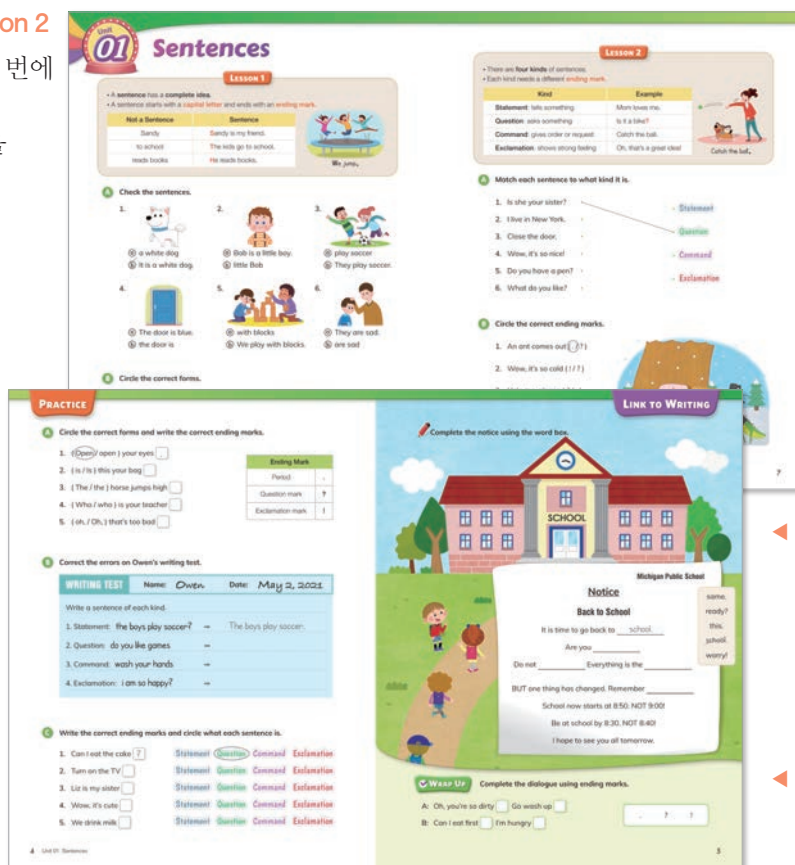 on 2
번에
Unit
01
Sentences
LESSON 1
• A sentence has a complete idea.
• A sentence starts with a capital letter and ends with an ending mark.
Not a Sentence Sentence
Sandy Sandy is my friend.
to school The kids go to school.
reads books He reads books.
We jump.
A Check the sentences.
1. 2. 3.
ⓐ a white dog ⓐ Bob is a little boy. ⓐ play soccer
ⓑ It is a white dog. ⓑ little Bob ⓑ They play soccer.
4. 5. 6.
ⓐ The door is blue. ⓐ with blocks ⓐ They are sad.
ⓑ the door is ⓑ We play with blocks. ⓑ are sad
B Circle the correct forms.
LESSON 2
• There are four kinds of sentences.
• Each kind needs a different ending mark.
Kind Example
Statement: tells something Mom loves me.
Question: asks something Is it a bike?
Command: gives order or request Catch the ball.
Exclamation: shows strong feeling Oh, that's a great idea!
Catch the ball.
A Match each sentence to what kind it is.
1. Is she your sister?
2. I live in New York.
3. Close the door.
4. Wow, it's so nice!
5. Do you have a pen?
6. What do you like?
Statement
Question
Command
Exclamation
B Circle the correct ending marks.
1. An ant comes out ( . / ? )
2. Wow, it's so cold ( ! / ? )
?
PRACTICE
A Circle the correct forms and write the correct ending marks.
1. ( Open / open ) your eyes .
2. ( is / Is ) this your bag
3. ( The / the ) horse jumps high
4. ( Who / who ) is your teacher
5. ( oh, / Oh, ) that's too bad
Ending Mark
Period .
Question mark ?
Exclamation mark !
B Correct the errors on Owen's writing test.
WRITING TEST Name: Owen Date: May 2, 2021
Write a sentence of each kind.
1. Statement: the boys play soccer? → The boys play soccer.
2. Question: do you like games →
3. Command: wash your hands →
4. Exclamation: i am so happy? →
C Write the correct ending marks and circle what each sentence is.
1. Can I eat the cake ? Statement Question Command Exclamation
2. Turn on the TV Statement Question Command Exclamation
3. Liz is my sister Statement Question Command Exclamation
4. Wow, it's cute Statement Question Command Exclamation
5. We drink milk Statement Question Command Exclamation
4 Unit 01 Sentences
LINK TO WRITING
Complete the notice using the word box.
SCHOOL
Michigan Public School
Notice
Back to School
It is time to go back to school.
Are you
Do not Everything is the
BUT one thing has changed. Remember
School now starts at 8:50, NOT 9:00!
Be at school by 8:30, NOT 8:40!
I hope to see you all tomorrow.
same.
ready?
this.
school.
worry!
WRAP UP Complete the dialogue using ending marks.
A: Oh, you're so dirty Go wash up
B: Can I eat first I'm hungry
. ? !
5